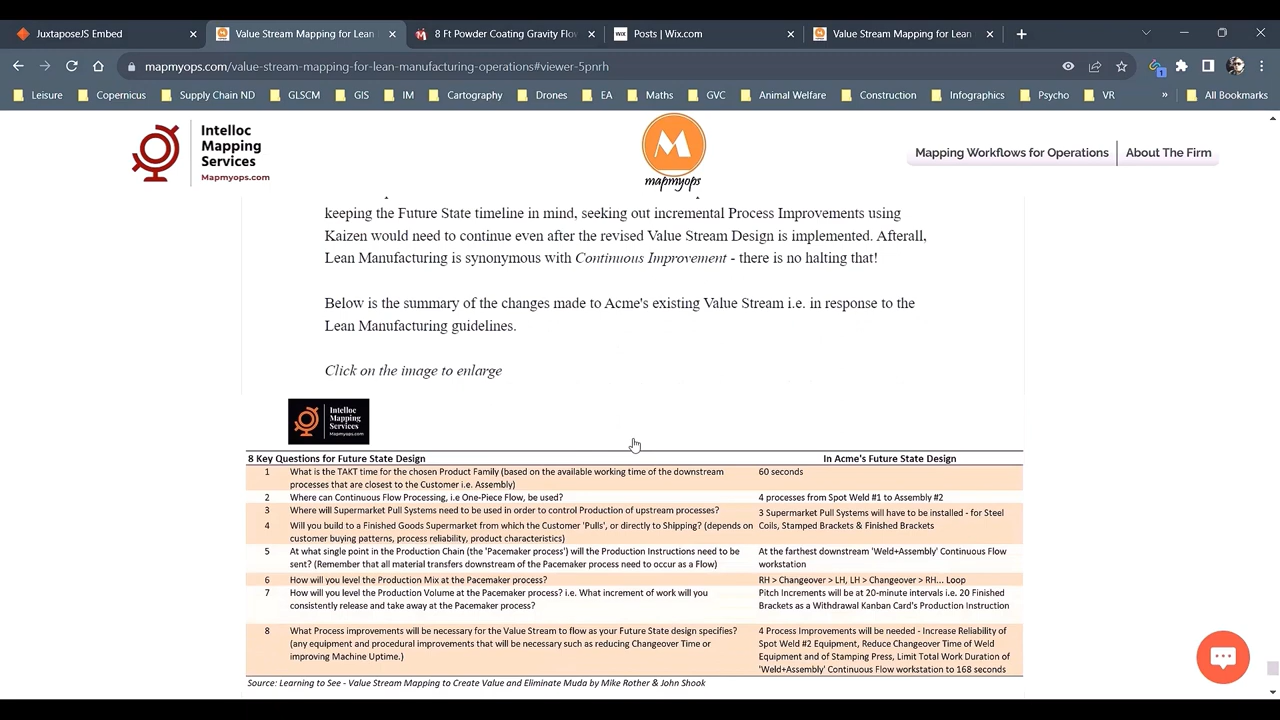 JuxtaposeJS Embed
Value Stream Mapping for Lean
8 Ft Powder Coating Gravity Flo
WIX
Posts | Wix.com
Value Stream Mapping for Lean
mapmyops.com/value-stream-mapping-for-lean-manufacturing-operations#viewer-5pnrh
1
Leisure
Copernicus
Supply Chain ND
GLSCM
GIS
IM
Cartography
Drones
EA
Maths
GVC
Animal Welfare
Construction
Infographics
Psycho
VR
»
All Bookmarks
Intelloc
Mapping
Services
Mapmyops.com
M
mapmyops
Mapping Workflows for Operations
About The Firm
keeping the Future State timeline in mind, seeking out incremental Process Improvements using
Kaizen would need to continue even after the revised Value Stream Design is implemented. Afterall,
Lean Manufacturing is synonymous with Continuous Improvement - there is no halting that!
Below is the summary of the changes made to Acme's existing Value Stream i.e. in response to the
Lean Manufacturing guidelines.
Click on the image to enlarge
Intelloc
Mapping
Services
Mapmyops.com
8 Key Questions for Future State Design
In Acme's Future State Design
1 What is the TAKT time for the chosen Product Family (based on the available working time of the downstream
processes that are closest to the Customer i.e. Assembly)
60 seconds
2 Where can Continuous Flow Processing, i.e One-Piece Flow, be used?
4 processes from Spot Weld #1 to Assembly #2
3 Where will Supermarket Pull Systems need to be used in order to control Production of upstream processes?
4 Will you build to a Finished Goods Supermarket from which the Customer 'Pulls', or directly to Shipping? (depends on
customer buying patterns, process reliability, product characteristics)
3 Supermarket Pull Systems will have to be installed - for Steel
Coils, Stamped Brackets & Finished Brackets
5 At what single point in the Production Chain (the 'Pacemaker process') will the Production Instructions need to be
sent? (Remember that all material transfers downstream of the Pacemaker process need to occur as a Flow)
At the farthest downstream 'Weld+Assembly' Continuous Flow
workstation
6 How will you level the Production Mix at the Pacemaker process?
RH > Changeover > LH, LH > Changeover > RH... Loop
7 How will you level the Production Volume at the Pacemaker process? i.e. What increment of work will you
consistently release and take away at the Pacemaker process?
Pitch Increments will be at 20-minute intervals i.e. 20 Finished
Brackets as a Withdrawal Kanban Card's Production Instruction
8 What Process improvements will be necessary for the Value Stream to flow as your Future State design specifies?
(any equipment and procedural improvements that will be necessary such as reducing Changeover Time or
improving Machine Uptime.)
4 Process Improvements will be needed - Increase Reliability of
Spot Weld #2 Equipment, Reduce Changeover Time of Weld
Equipment and of Stamping Press, Limit Total Work Duration of
'Weld+Assembly' Continuous Flow workstation to 168 seconds
Source: Learning to See - Value Stream Mapping to Create Value and Eliminate Muda by Mike Rother & John Shook